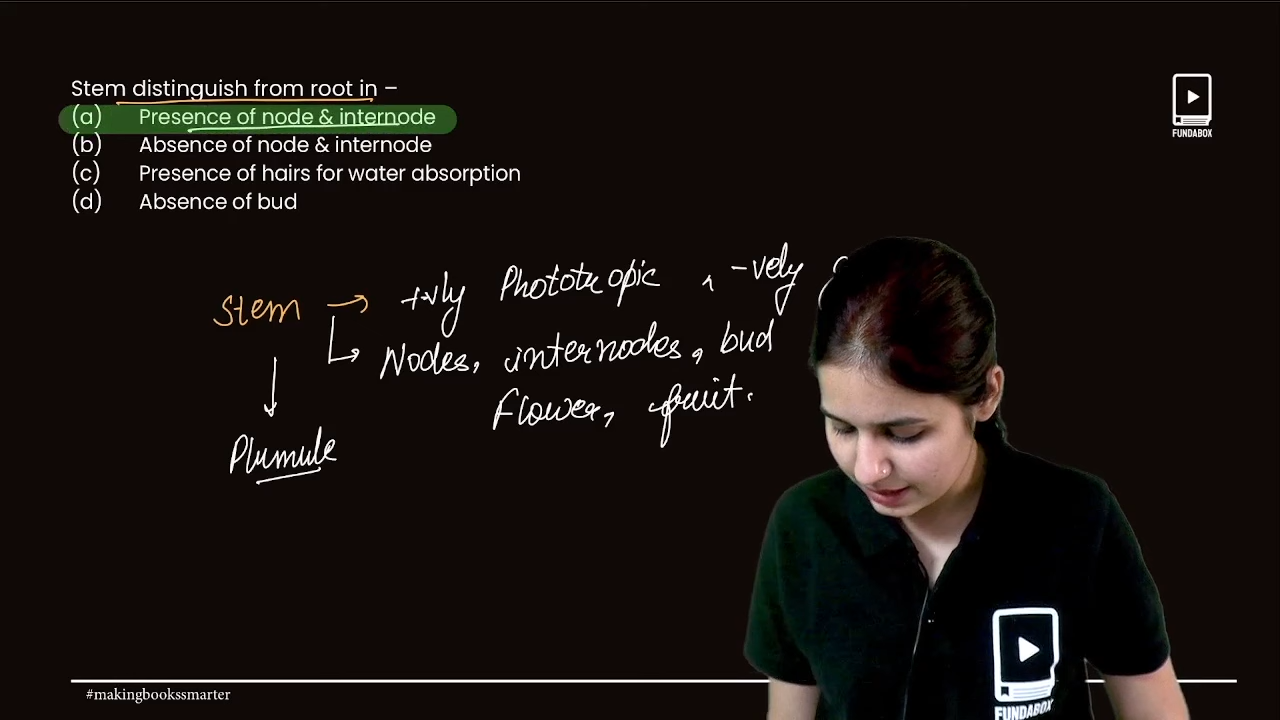 Stem distinguish from root in –
(a) Presence of node & internode
(b) Absence of node & internode
(c) Presence of hairs for water absorption
(d) Absence of bud
FUNDABOX
Stem → +vly Phototropic, -vely
Nodes, internodes, bud
Flower, fruit.
Plumule
FUNDABOX
#makingbookssmarter